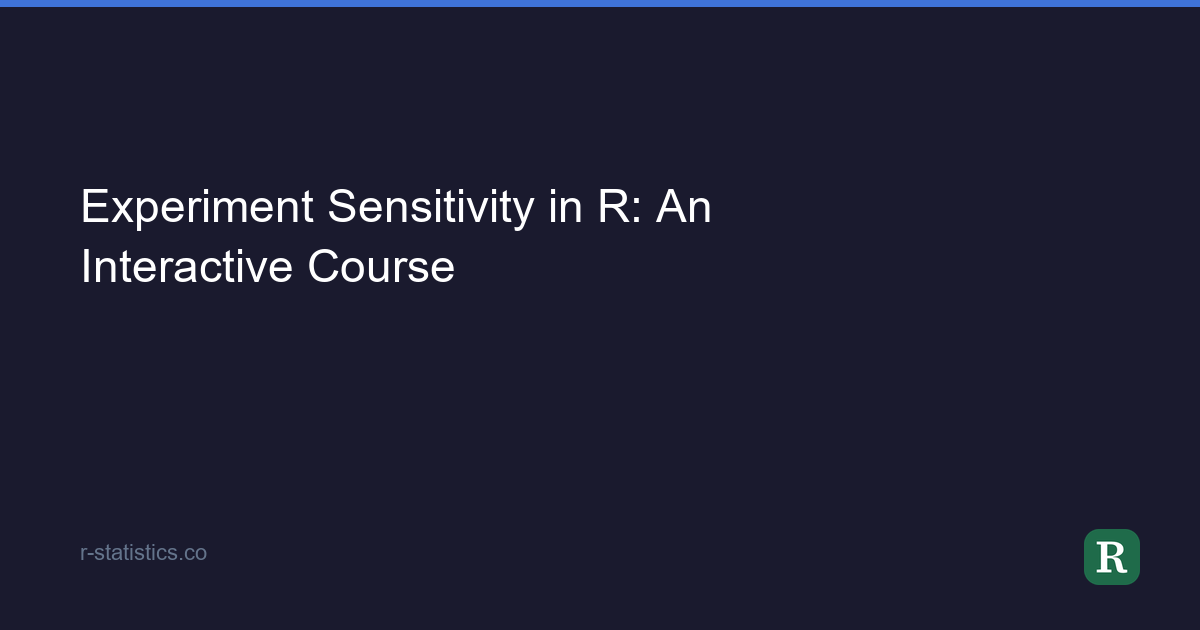 Experiment Sensitivity in R: An
Interactive Course
r-statistics.co
R